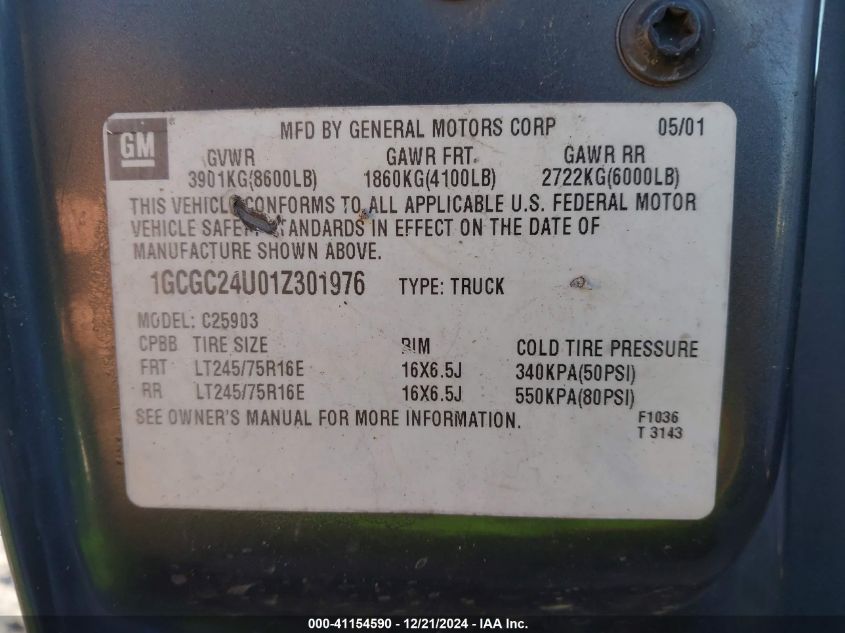 GM
MFD BY GENERAL MOTORS CORP 05/01
GVWR GAWR FRT. GAWR RR
3901KG(8600LB) 1860KG(4100LB) 2722KG(6000LB)
THIS VEHICLE CONFORMS TO ALL APPLICABLE U.S. FEDERAL MOTOR
VEHICLE SAFETY STANDARDS IN EFFECT ON THE DATE OF
MANUFACTURE SHOWN ABOVE.
1GCGC24U01Z301976 TYPE: TRUCK
MODEL: C25903
CPBB TIRE SIZE RIM COLD TIRE PRESSURE
FRT LT245/75R16E 16X6.5J 340KPA(50PSI)
RR LT245/75R16E 16X6.5J 550KPA(80PSI)
SEE OWNER'S MANUAL FOR MORE INFORMATION. F1036
T 3143
000-41154590 - 12/21/2024 - IAA Inc.